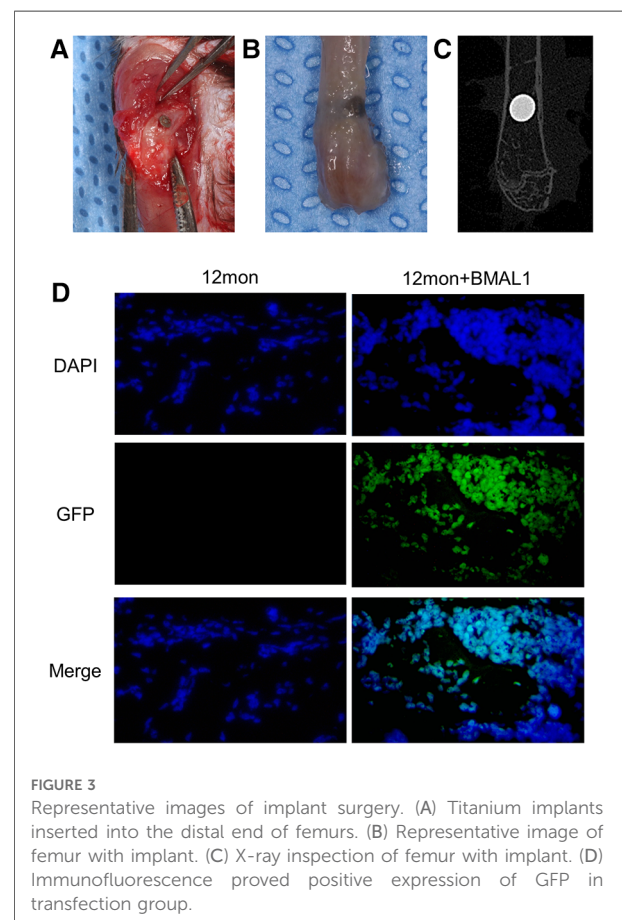 A
B
C
D
12mon
12mon+BMAL1
DAPI
GFP
Merge
FIGURE 3
Representative images of implant surgery. (A) Titanium implants
inserted into the distal end of femurs. (B) Representative image of
femur with implant. (C) X-ray inspection of femur with implant. (D)
Immunofluorescence proved positive expression of GFP in
transfection group.